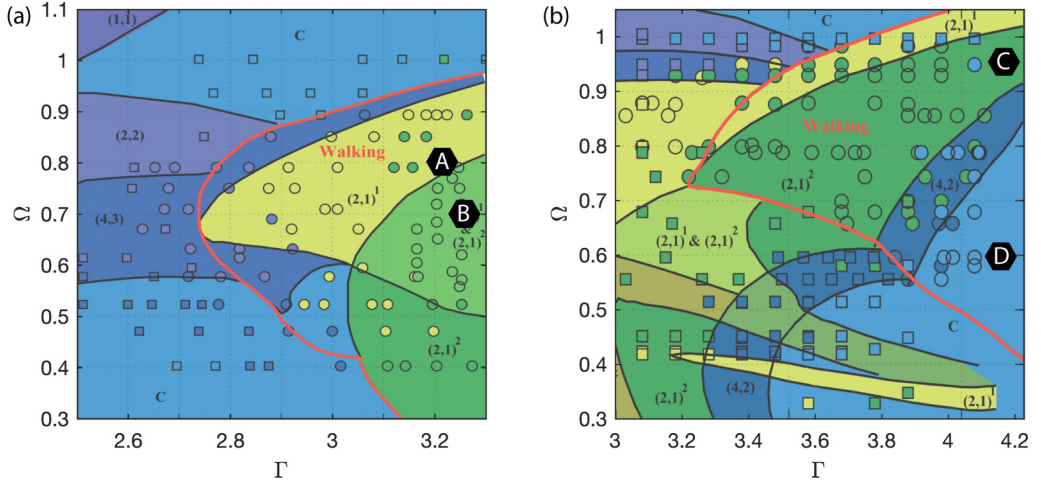 (a)
1.1
1
0.9
0.8
0.7
0.6
0.5
0.4
0.3
Ω
2.6
2.8
3
3.2
Γ
(1,1)
C
(2,2)
Walking
A
(2,1)¹
(4,3)
B
&
(2,1)²
(2,1)²
C
(b)
1
0.9
0.8
0.7
0.6
0.5
0.4
0.3
Ω
3
3.2
3.4
3.6
3.8
4
4.2
Γ
C
(2,1)¹
C
Walking
(2,1)²
(4,2)
(2,1)¹ & (2,1)²
D
C
(2,1)²
(4,2)
(2,1)¹